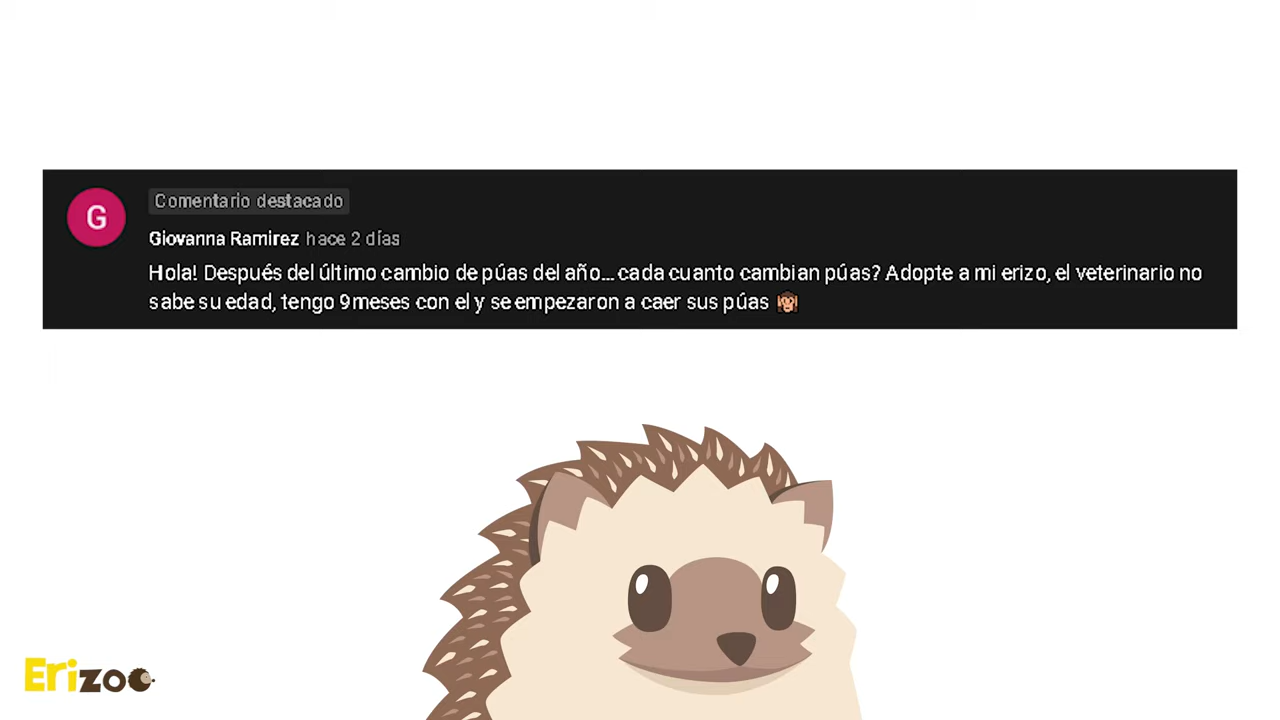 G
Comentario destacado
Giovanna Ramirez hace 2 días
Hola! Después del último cambio de púas del año... cada cuanto cambian púas? Adopte a mi erizo, el veterinario no
sabe su edad, tengo 9meses con el y se empezaron a caer sus púas 🙉
Erizoo